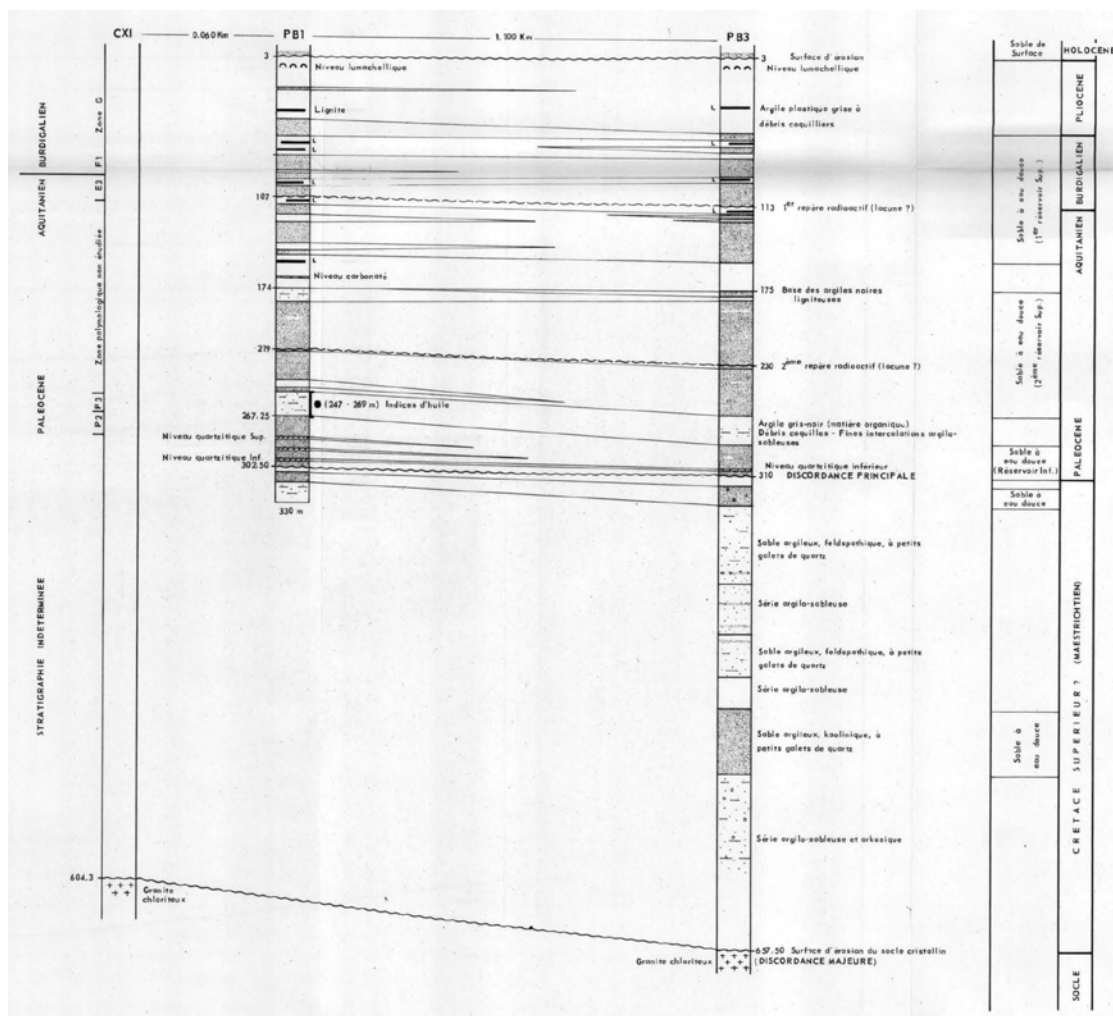 CXI
0.060 Km
PB1
1,100 Km
PB3
Sable de
Surface
HOLOCENE
3
Niveau lumachellique
3
Surface d'érosion
Niveau lumachellique
PLIOCENE
Lignite
L
Argile plastique grise à
débris coquilliers
Zone G
BURDIGALIEN
F1
E3
AQUITANIEN
L
L
L
L
L
L
L
107
113
1er repère radioactif (lacune ?)
BURDIGALIEN
Sable à eau douce
(1er réservoir Sup.)
AQUITANIEN
Zone palynologique non étudiée
Niveau carbonaté
174
175
Base des argiles noires
ligniteuses
Sable à eau douce
(2ème réservoir Sup.)
230
2ème repère radioactif (lacune ?)
PALEOCENE
P3
P2
(247 - 269 m) Indices d'huile
267.25
Argile gris-noir (matière organique)
Débris coquilles - Fines intercalations argilo-
sableuses
Niveau quartzitique Sup.
Niveau quartzitique Inf.
302.50
Niveau quartzitique inférieur
310
DISCORDANCE PRINCIPALE
Sable à
eau douce
(Réservoir Inf.)
PALEOCENE
330 m
Sable à
eau douce
Sable argileux, feldspathique, à petits
galets de quartz
Série argilo-sableuse
Sable argileux, feldspathique, à petits
galets de quartz
Série argilo-sableuse
STRATIGRAPHIE INDETERMINEE
CRETACE SUPERIEUR ? (MASTRICHTIEN)
Sable argileux, kaolinique, à
petits galets de quartz
Sable à
eau douce
Série argilo-sableuse et arkosique
604.3
Granite
chloriteux
657,50
Surface d'érosion du socle cristallin
(DISCORDANCE MAJEURE)
Granite chloriteux
SOCLE